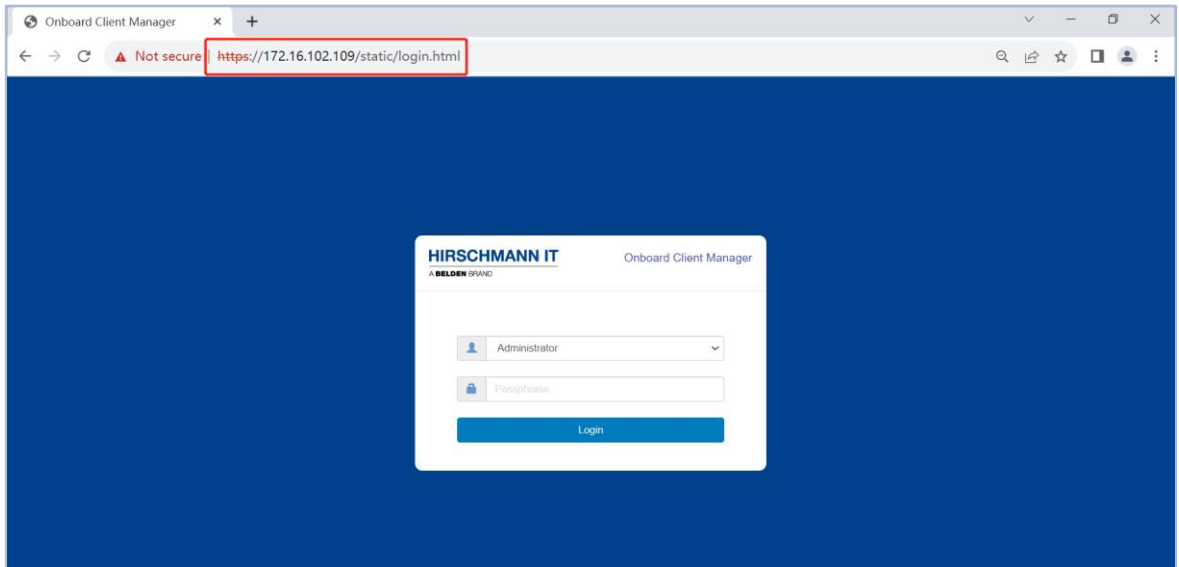 Onboard Client Manager
Not secure | https://172.16.102.109/static/login.html
HIRSCHMANN IT
A BELDEN BRAND
Onboard Client Manager
Administrator
Passphrase
Login